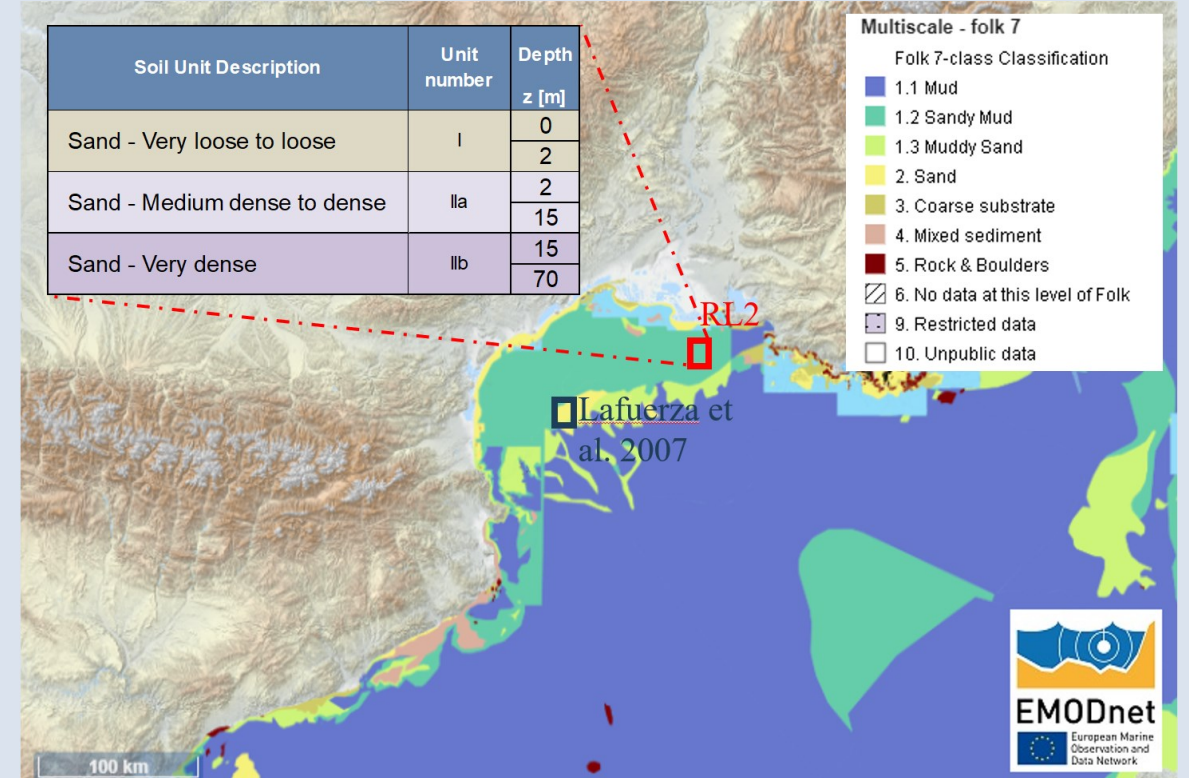 Soil Unit Description
Unit
number
Depth
z [m]
Sand - Very loose to loose
I
0
2
Sand - Medium dense to dense
IIa
2
15
Sand - Very dense
IIb
15
70
Multiscale - folk 7
Folk 7-class Classification
1.1 Mud
1.2 Sandy Mud
1.3 Muddy Sand
2. Sand
3. Coarse substrate
4. Mixed sediment
5. Rock & Boulders
6. No data at this level of Folk
9. Restricted data
10. Unpublic data
RL2
Lafuerza et
al. 2007
100 km
EMODnet
European Marine
Observation and
Data Network